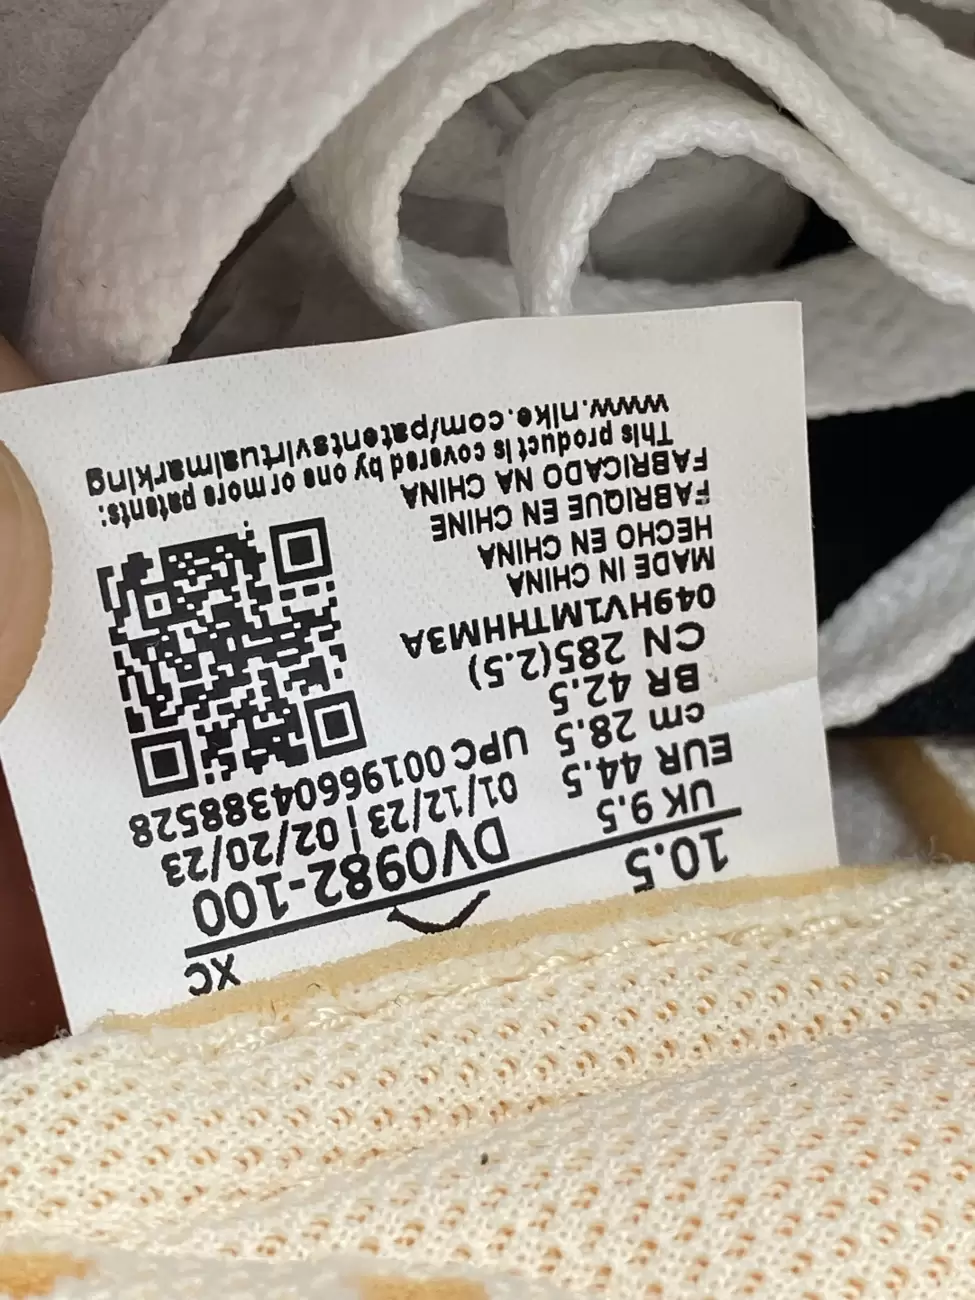 10.5 XC
UK 9.5 DV0982-100
EUR 44.5 01/12/23 | 02/20/23
cm 28.5 UPC 00196604388528
BR 42.5
CN 285(2.5)
049HV1MTHHM3A
MADE IN CHINA
HECHO EN CHINA
FABRIQUE EN CHINE
FABRICADO NA CHINA
This product is covered by one or more patents:
www.nike.com/patentsvirtualmarking